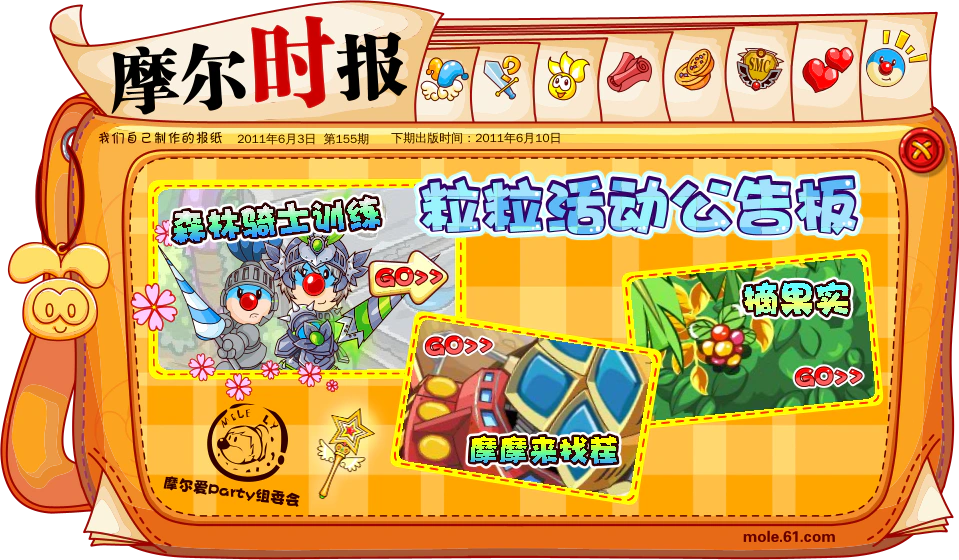 摩尔时报
SMC
我们自己制作的报纸 2011年6月3日 第155期 下期出版时间：2011年6月10日
粒粒活动公告板
森林骑士训练
GO>>
摘果实
GO>>
GO>>
摩摩来找茬
摩尔爱Party组委会
mole.61.com